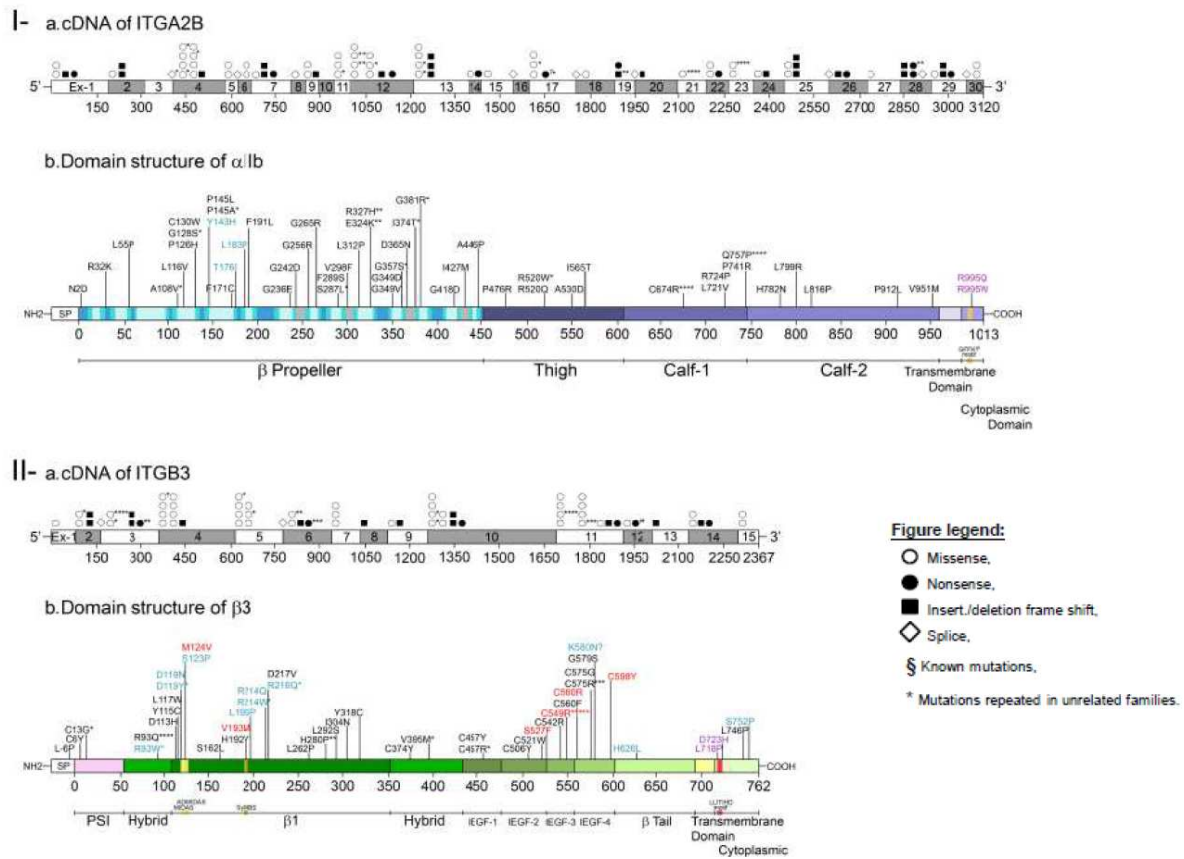 I- a.cDNA of ITGA2B
5' Ex-1 2 3 4 5 6 7 8 9 10 11 12 13 14 15 16 17 18 19 20 21 22 23 24 25 26 27 28 29 30 3'
150 300 450 600 750 900 1050 1200 1350 1500 1650 1800 1950 2100 2250 2400 2550 2700 2850 3000 3120
b.Domain structure of αIIb
P145L G381R*
P145A* R327H** Q757P****
C130W Y143H F191L G265R E324K** I374T* P741R
G128S*
P126H L55P L183P G256R L312P D365N A446P R724P L799R R995Q
R32K L116V T176I G242D V298F G357S* I427M R520W* I565T L721V R995W
F289S G349D
N2D A108V* F171C G236E S287L* G349V G418D P476R R520Q A530D C674R**** H782N L816P P912L V951M
NH2 SP COOH
0 50 100 150 200 250 300 350 400 450 500 550 600 650 700 750 800 850 900 950 1013
β Propeller Thigh Calf-1 Calf-2 Transmembrane Domain
Cytoplasmic Domain
II- a.cDNA of ITGB3
5' Ex-1 2 3 4 5 6 7 8 9 10 11 12 13 14 15 3'
150 300 450 600 750 900 1050 1200 1350 1500 1650 1800 1950 2100 2250 2367
Figure legend:
Missense,
Nonsense,
Insert./deletion frame shift,
Splice,
§ Known mutations,
* Mutations repeated in unrelated families.
b.Domain structure of β3
M124V K580N?
S123P G579S
D119N D217V C575G C598Y
D119Y* R214Q* R216Q* C560R C575R***
L117W R214W* C560F
Y115C L196P Y318C C549R****** S752P
C13G* D113H V193M I304N C542R D723H L746P
C8Y R93Q**** H192Y L292S V395M* C457Y S527F L718P
H280P** C521W
L-6P R93W* S162L L262P C374Y C457R* C506Y H626L
NH2 SP COOH
0 50 100 150 200 250 300 350 400 450 500 550 600 650 700 762
PSI Hybrid β1 Hybrid IEGF-1 IEGF-2 IEGF-3 IEGF-4 β Tail Transmembrane
Domain
Cytoplasmic